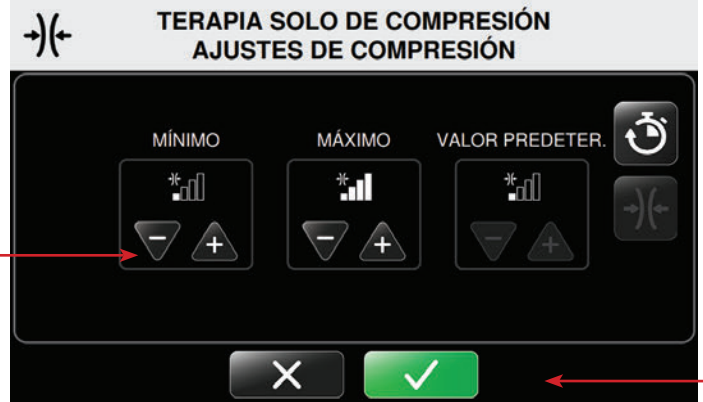 TERAPIA SOLO DE COMPRESIÓN
AJUSTES DE COMPRESIÓN
MÍNIMO MÁXIMO VALOR PREDETER.